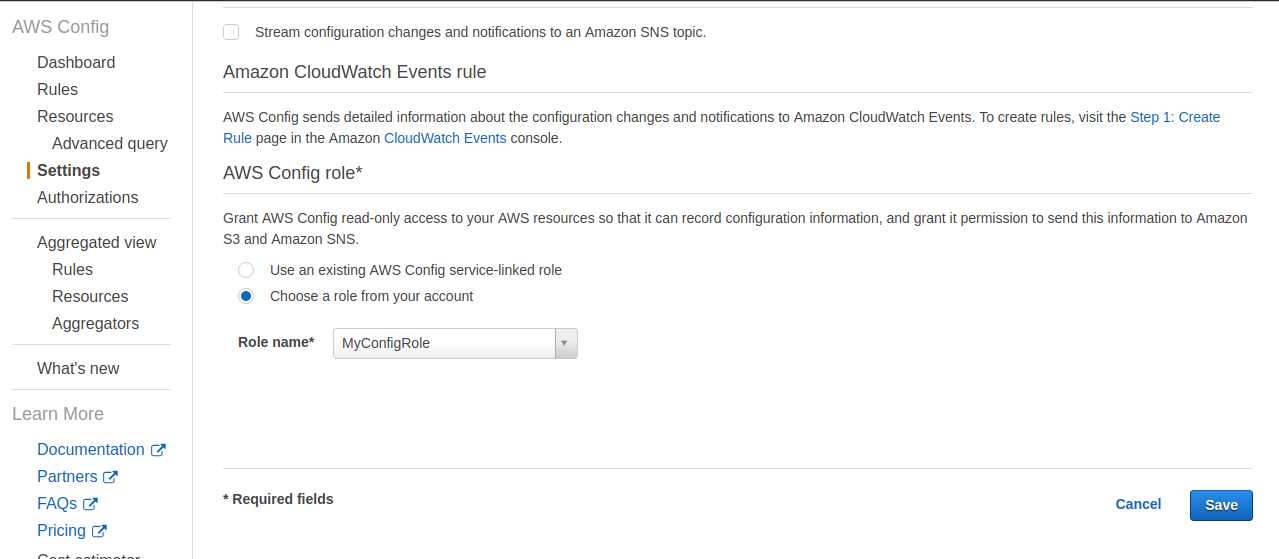 AWS Config
Dashboard
Rules
Resources
Advanced query
Settings
Authorizations
Aggregated view
Rules
Resources
Aggregators
What's new
Learn More
Documentation
Partners
FAQs
Pricing
Cost estimator
Stream configuration changes and notifications to an Amazon SNS topic.
Amazon CloudWatch Events rule
AWS Config sends detailed information about the configuration changes and notifications to Amazon CloudWatch Events. To create rules, visit the Step 1: Create
Rule page in the Amazon CloudWatch Events console.
AWS Config role*
Grant AWS Config read-only access to your AWS resources so that it can record configuration information, and grant it permission to send this information to Amazon
S3 and Amazon SNS.
Use an existing AWS Config service-linked role
Choose a role from your account
Role name* MyConfigRole
* Required fields
Cancel Save